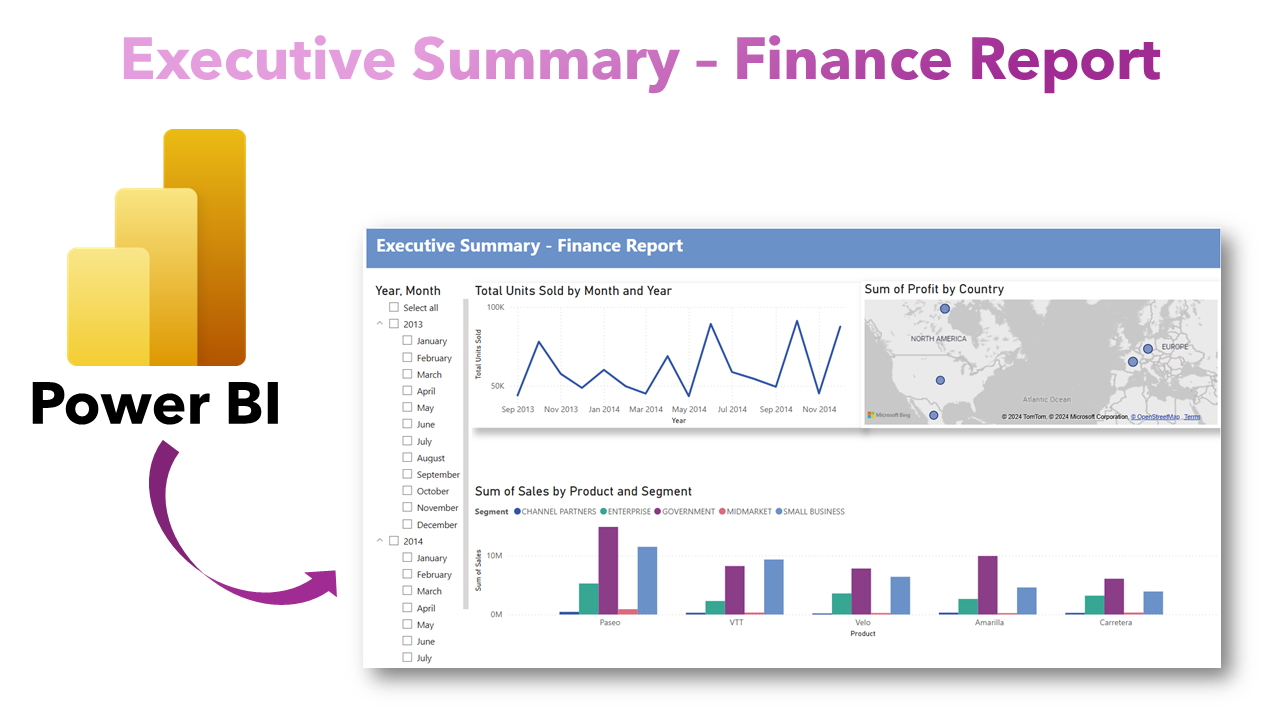 Executive Summary – Finance Report
Power BI
Executive Summary - Finance Report
Year, Month
Select all
2013
January
February
March
April
May
June
July
August
September
October
November
December
2014
January
February
March
April
May
June
July
Total Units Sold by Month and Year
Total Units Sold
100K
50K
Sep 2013 Nov 2013 Jan 2014 Mar 2014 May 2014 Jul 2014 Sep 2014 Nov 2014
Year
Sum of Profit by Country
NORTH AMERICA
EUROPE
Atlantic Ocean
Microsoft Bing
© 2024 TomTom, © 2024 Microsoft Corporation, © OpenStreetMap, Terms
Sum of Sales by Product and Segment
Segment CHANNEL PARTNERS ENTERPRISE GOVERNMENT MIDMARKET SMALL BUSINESS
Sum of Sales
10M
0M
Paseo VTT Velo Amarilla Carretera
Product